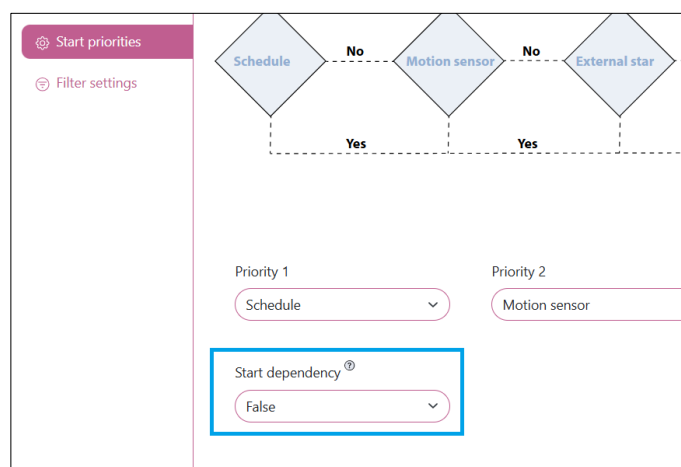 Start priorities
Filter settings
Schedule
No
Motion sensor
No
External star
Yes
Yes
Priority 1
Priority 2
Schedule
Motion sensor
Start dependency ?
False